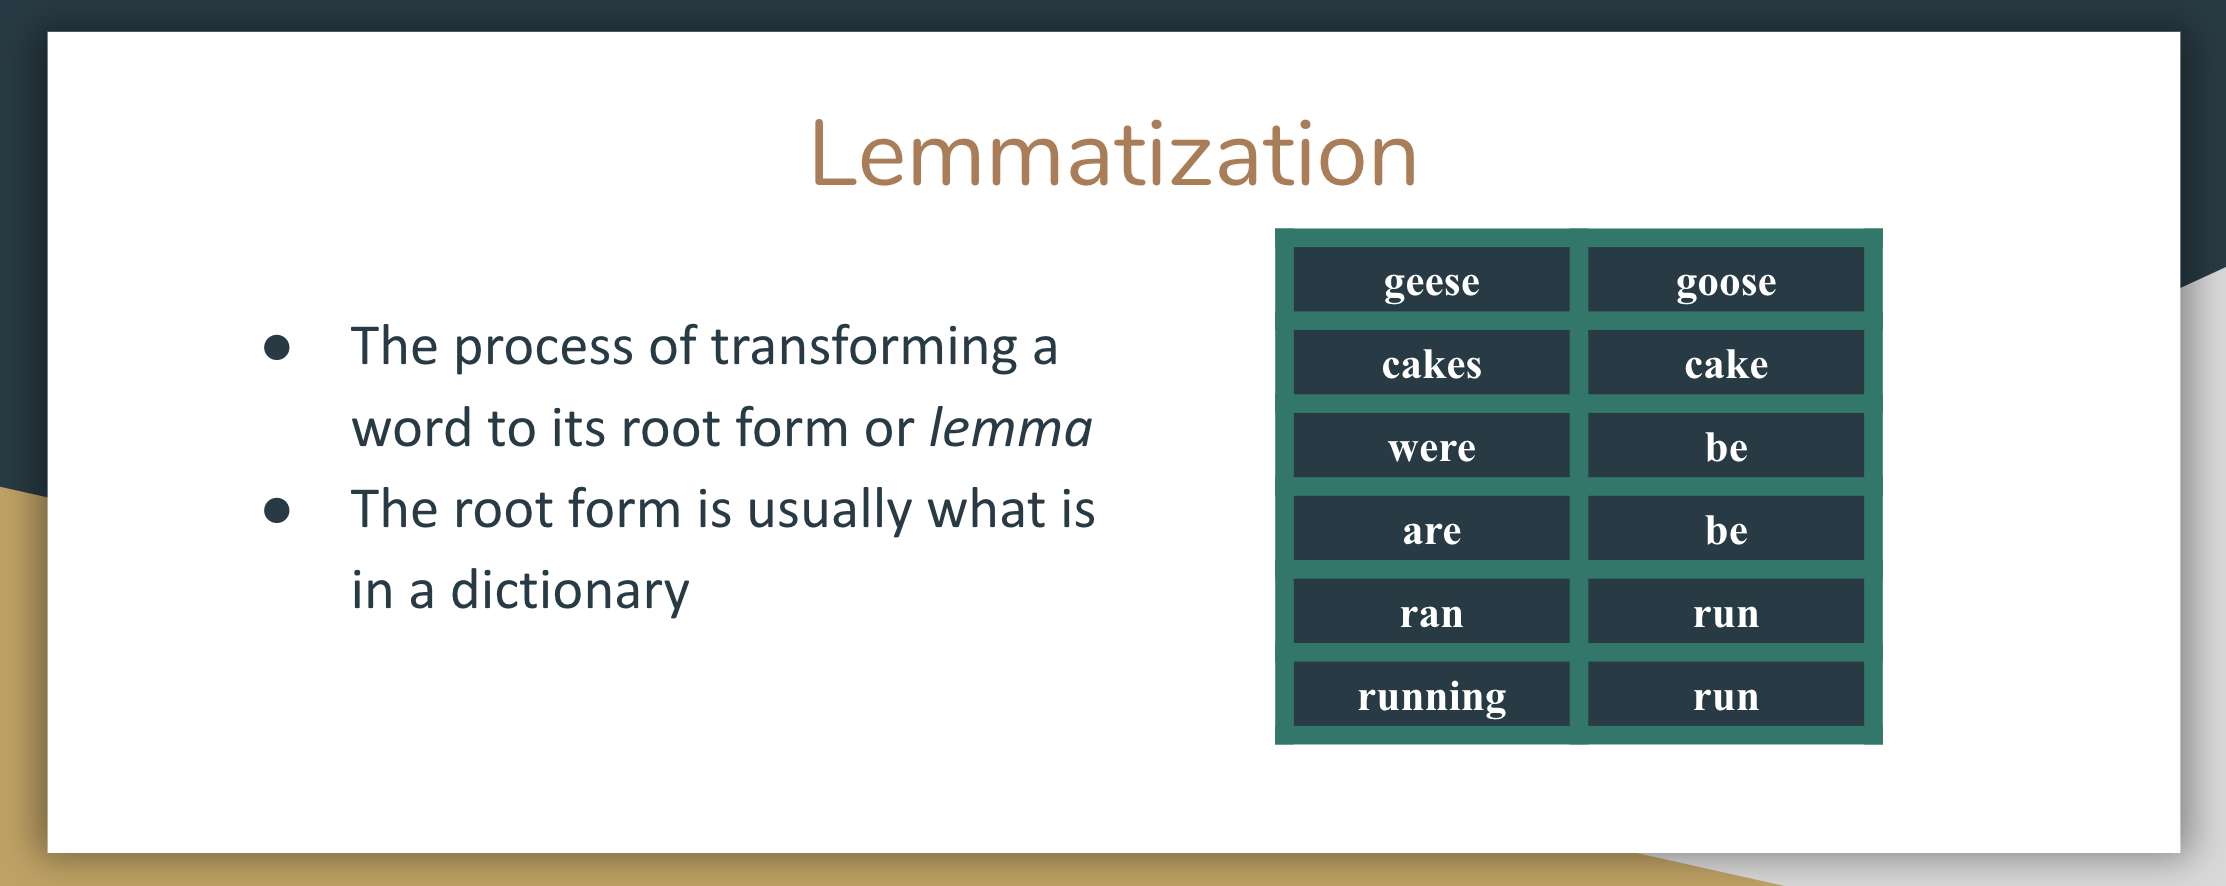 Lemmatization
● The process of transforming a
word to its root form or lemma
● The root form is usually what is
in a dictionary
geese goose
cakes cake
were be
are be
ran run
running run